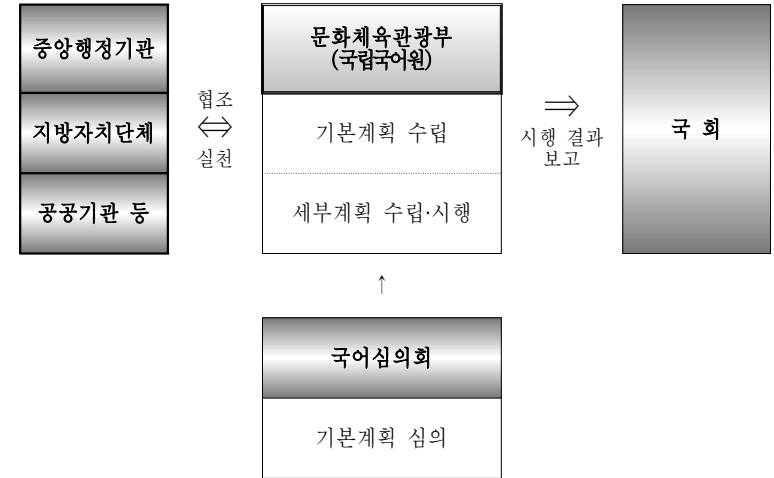 중앙행정기관
지방자치단체
공공기관 등
협조
⇔
실천
문화체육관광부
(국립국어원)
기본계획 수립
세부계획 수립·시행
⇒
시행 결과
보고
국 회
↑
국어심의회
기본계획 심의